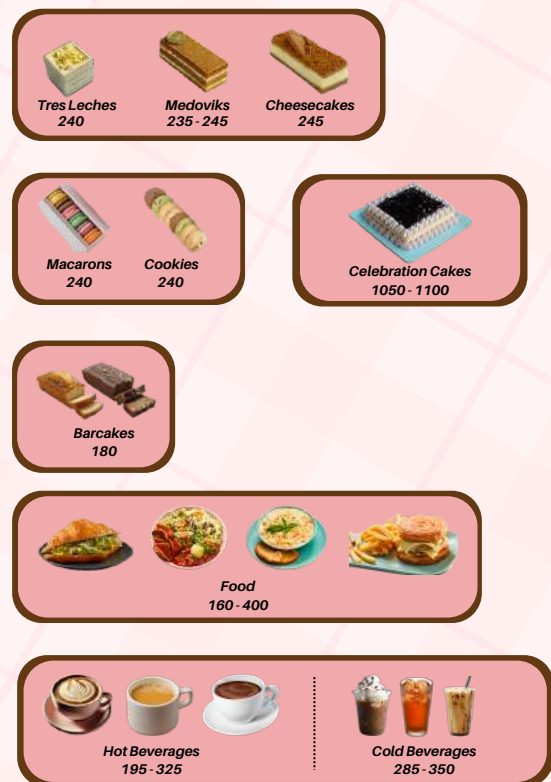 Tres Leches
240
Medoviks
235 - 245
Cheesecakes
245
Macarons
240
Cookies
240
Celebration Cakes
1050 - 1100
Barcakes
180
Food
160 - 400
Hot Beverages
195 - 325
Cold Beverages
285 - 350